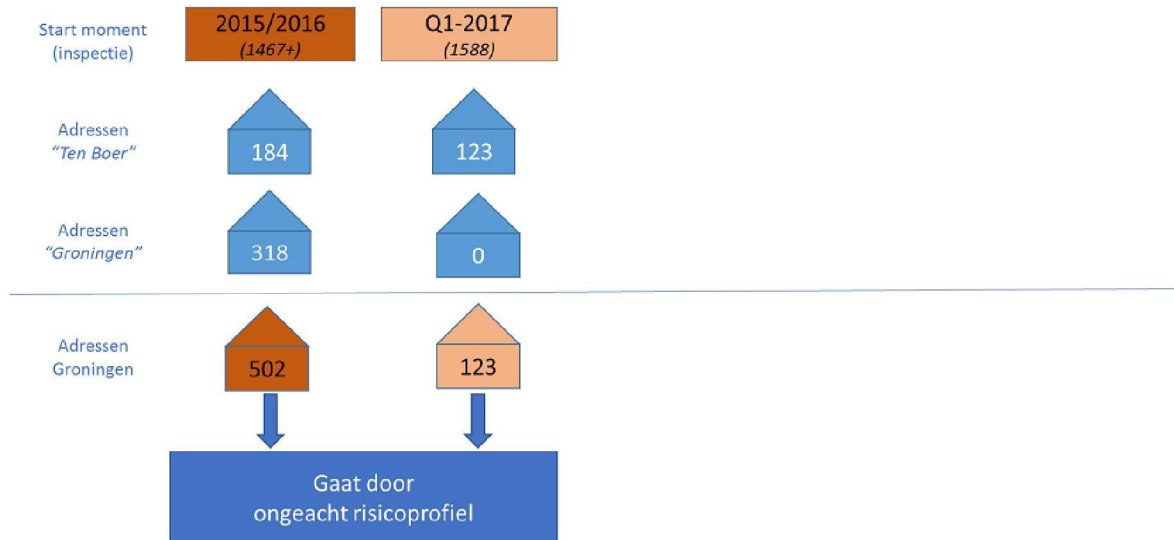 Start moment
(inspectie)
2015/2016
(1467+)
Q1-2017
(1588)
Adressen
"Ten Boer"
184
123
Adressen
"Groningen"
318
0
Adressen
Groningen
502
123
Gaat door
ongeacht risicoprofiel